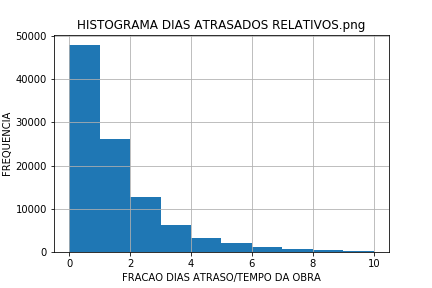 HISTOGRAMA DIAS ATRASADOS RELATIVOS.png
50000
40000
30000
20000
10000
0
FREQUENCIA
0 2 4 6 8 10
FRACAO DIAS ATRASO/TEMPO DA OBRA